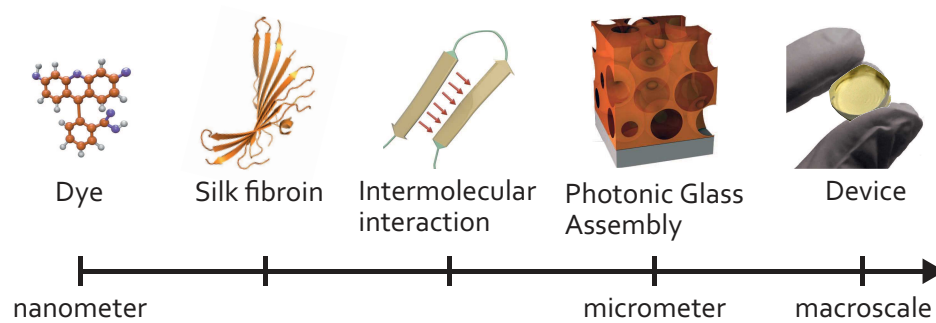 Dye
Silk fibroin
Intermolecular
interaction
Photonic Glass
Assembly
Device
nanometer
micrometer
macroscale